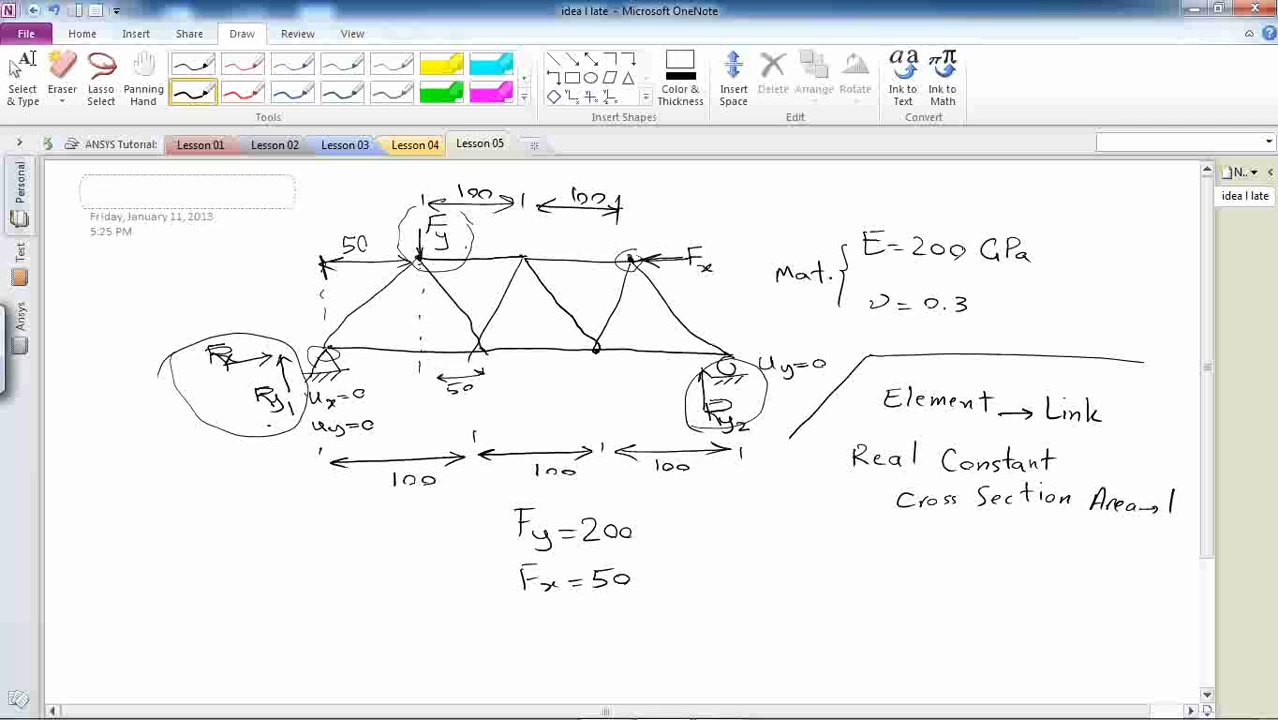 idea I late - Microsoft OneNote
File Home Insert Share Draw Review View
Select & Type
Eraser
Lasso Select
Panning Hand
Color & Thickness
Insert Space
Delete
Arrange
Rotate
Ink to Text
Ink to Math
Tools
Insert Shapes
Edit
Convert
ANSYS Tutorial: Lesson 01 Lesson 02 Lesson 03 Lesson 04 Lesson 05
Personal
Test
Ansys
N..
idea I late
Friday, January 11, 2013
5:25 PM
100 100
Fy
50
Fx
Mat. { E = 200 GPa
ν = 0.3
Rx
Ry1
ux=0
uy=0
50
uy=0
Ry2
100 100 100
Element → Link
Real Constant
Cross Section Area → 1
Fy = 200
Fx = 50